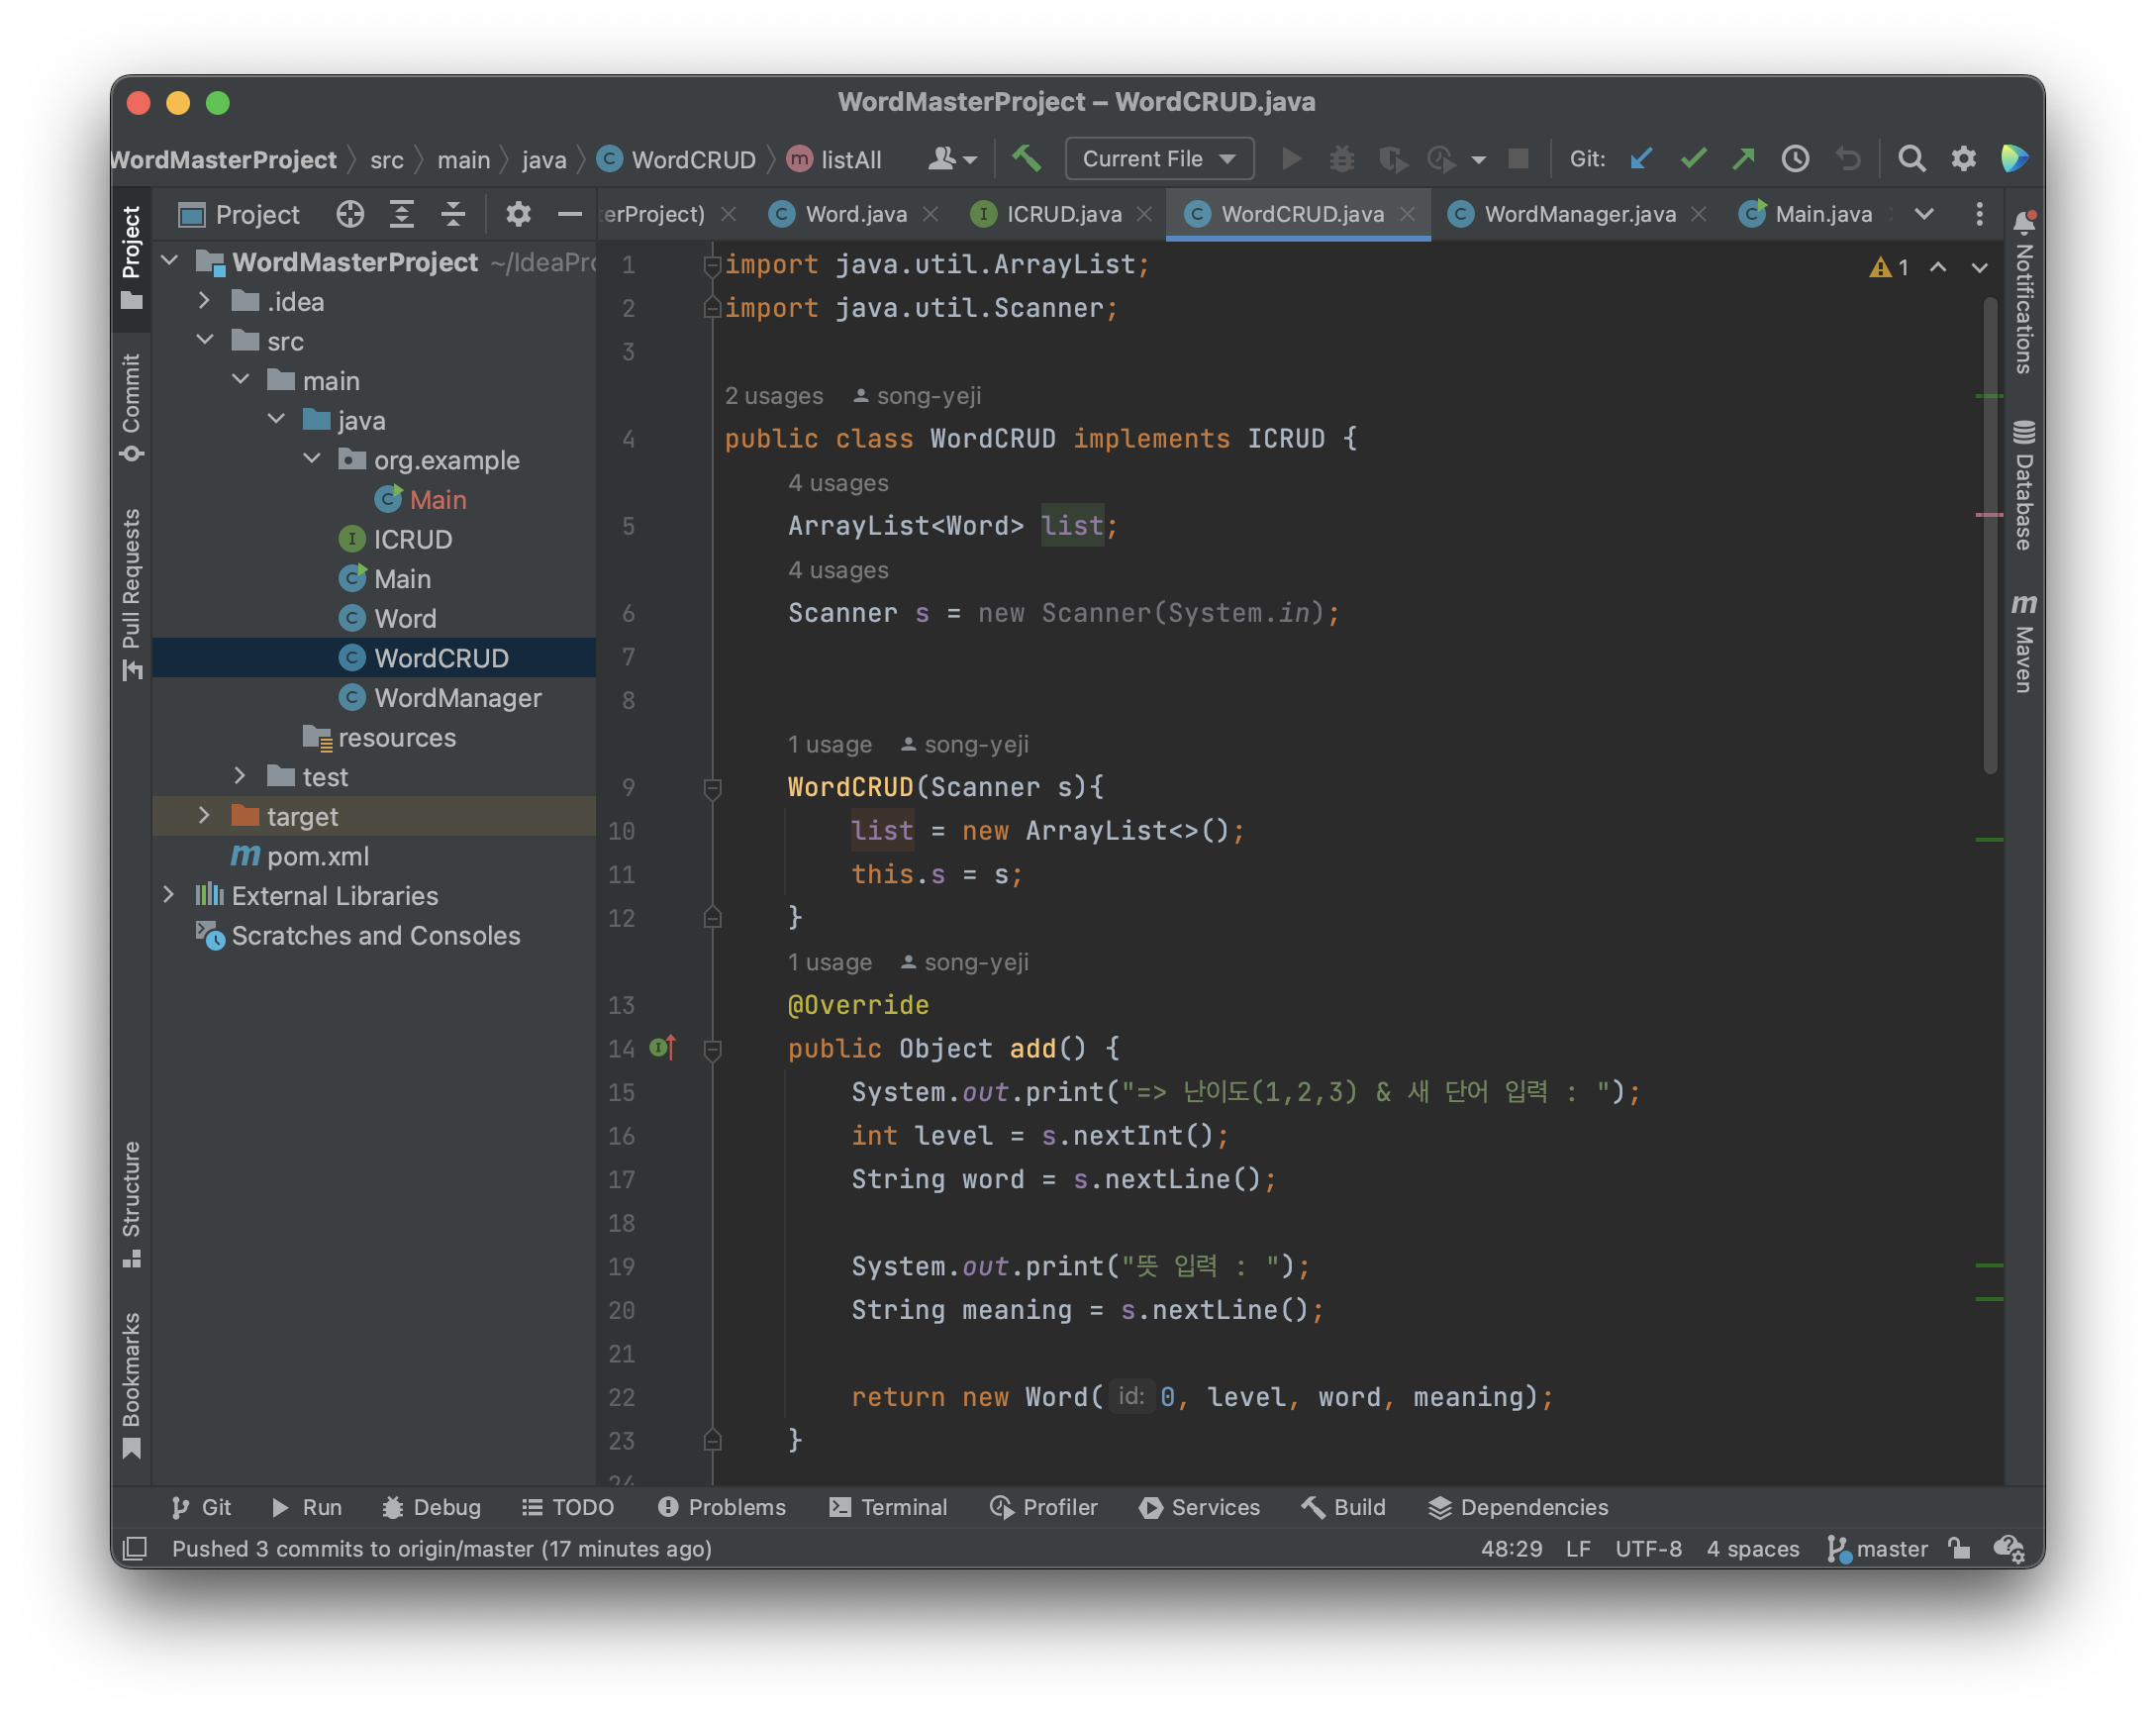 WordMasterProject – WordCRUD.java
WordMasterProject src main java WordCRUD listAll
Current File
Git:
Project
erProject)
Word.java
ICRUD.java
WordCRUD.java
WordManager.java
Main.java
Project
Commit
Pull Requests
Structure
Bookmarks
WordMasterProject ~/IdeaPr
.idea
src
main
java
org.example
Main
ICRUD
Main
Word
WordCRUD
WordManager
resources
test
target
pom.xml
External Libraries
Scratches and Consoles
1
1 import java.util.ArrayList;
2 import java.util.Scanner;
3
2 usages song-yeji
4 public class WordCRUD implements ICRUD {
4 usages
5 ArrayList<Word> list;
4 usages
6 Scanner s = new Scanner(System.in);
7
8
1 usage song-yeji
9 WordCRUD(Scanner s){
10 list = new ArrayList<>();
11 this.s = s;
12 }
1 usage song-yeji
13 @Override
14 public Object add() {
15 System.out.print("=> 난이도(1,2,3) & 새 단어 입력 : ");
16 int level = s.nextInt();
17 String word = s.nextLine();
18
19 System.out.print("뜻 입력 : ");
20 String meaning = s.nextLine();
21
22 return new Word( id: 0, level, word, meaning);
23 }
24
Notifications
Database
Maven
Git Run Debug TODO Problems Terminal Profiler Services Build Dependencies
Pushed 3 commits to origin/master (17 minutes ago)
48:29 LF UTF-8 4 spaces master